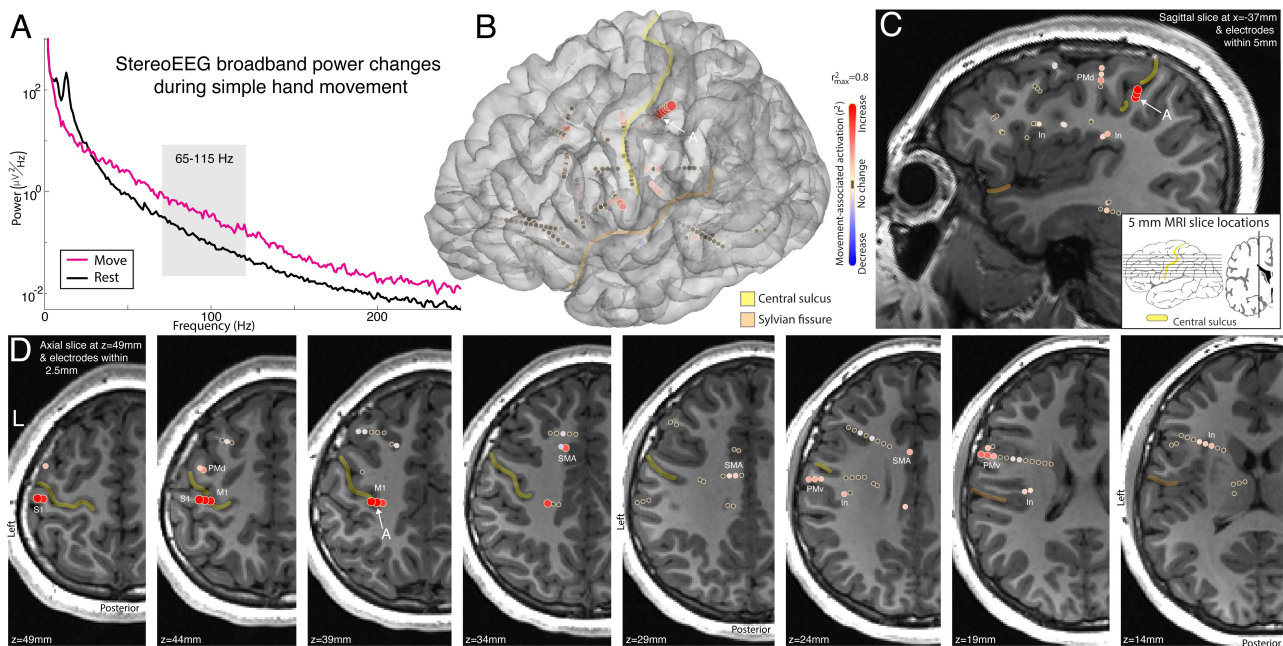 A
StereoEEG broadband power changes
during simple hand movement
Power(μV²/Hz)
10²
10⁰
10⁻²
65-115 Hz
Move
Rest
0
100
200
Frequency (Hz)
B
A
r²max=0.8
Movement-associated activation (r²)
Increase
No change
Decrease
Central sulcus
Sylvian fissure
C
Sagittal slice at x=-37mm
& electrodes
within 5mm
PMd
A
In
In
5 mm MRI slice locations
Central sulcus
D
Axial slice at z=49mm
& electrodes within
2.5mm
L
S1
Posterior
z=49mm
PMd
S1
M1
z=44mm
M1
A
z=39mm
SMA
z=34mm
SMA
Left
Posterior
z=29mm
SMA
PMv
In
z=24mm
PMv
In
Left
z=19mm
In
Left
z=14mm
Posterior